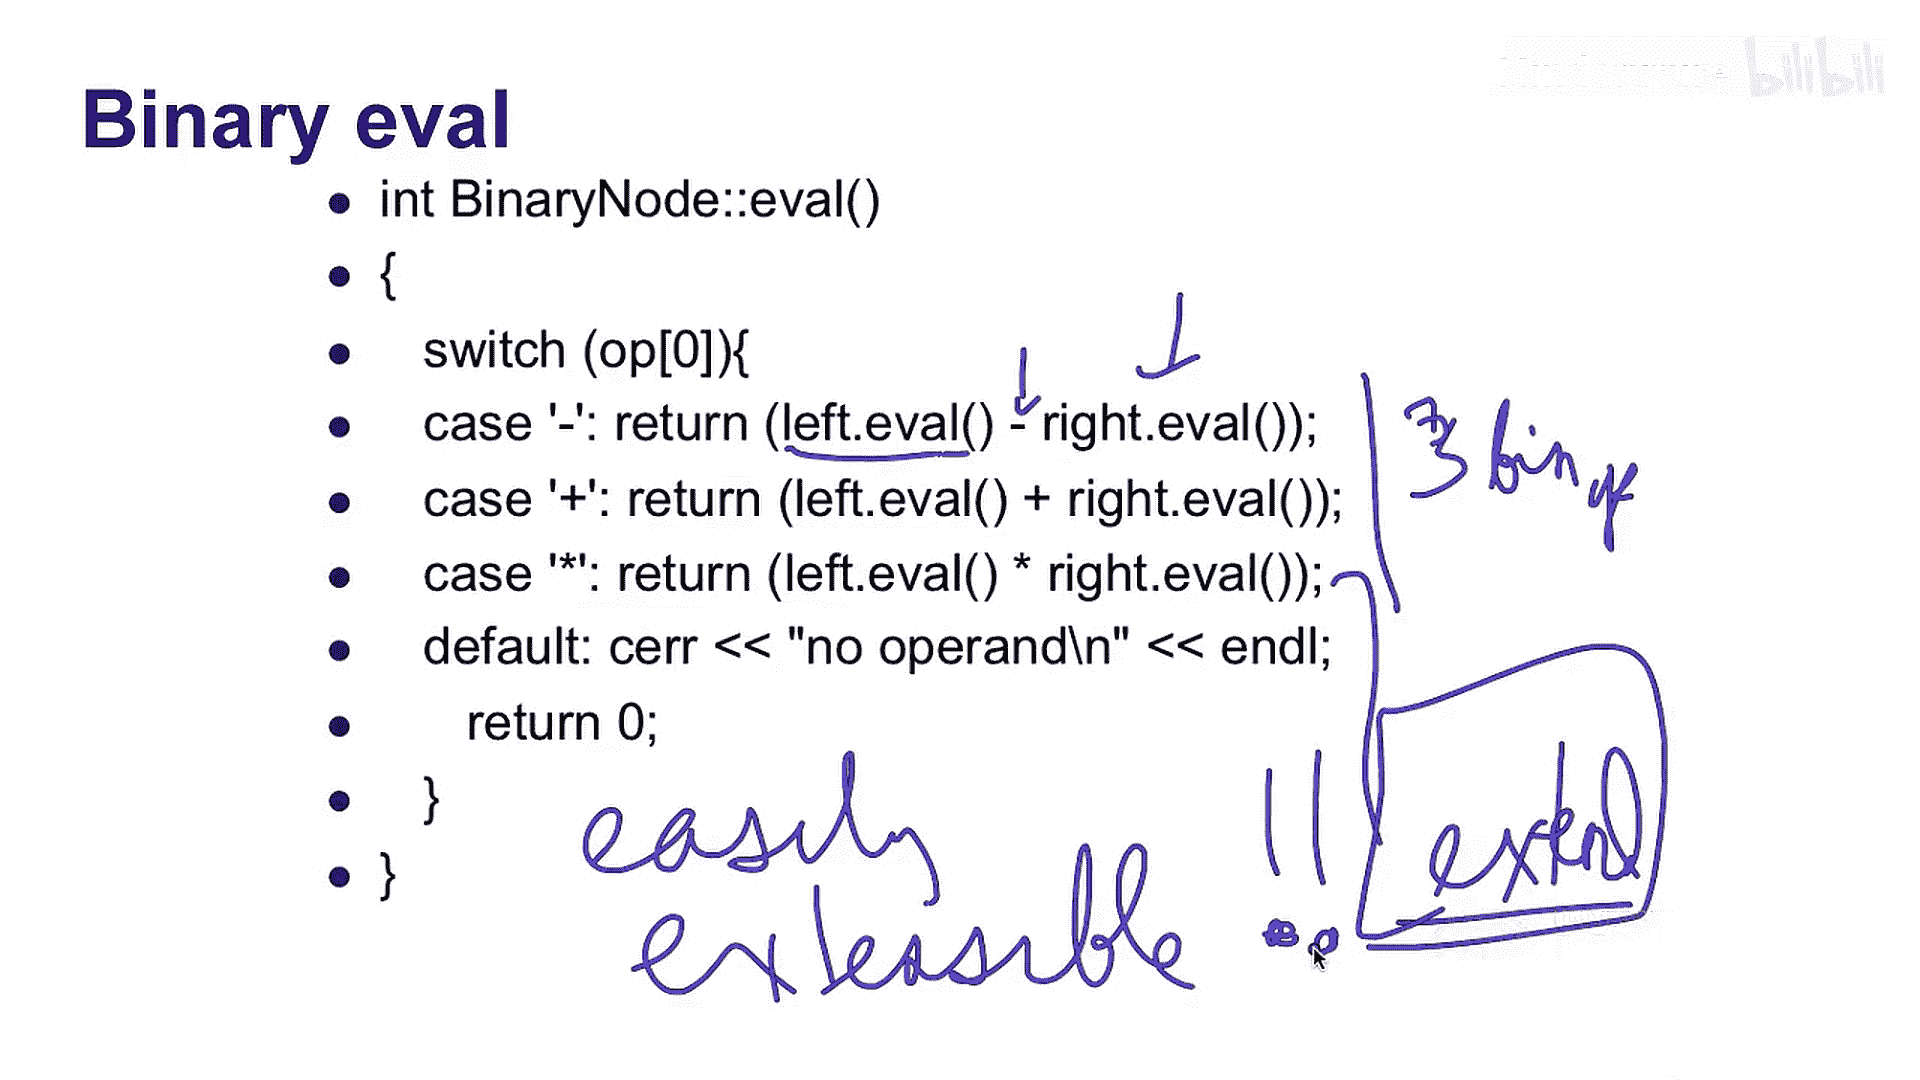 bilibili
Binary eval
• int BinaryNode::eval()
• {
• switch (op[0]){
• case '-': return (left.eval() - right.eval());
• case '+': return (left.eval() + right.eval());
• case '*': return (left.eval() * right.eval());
• default: cerr << "no operand\n" << endl;
• return 0;
• }
• }
3 bin
easily
extensible !!
extend